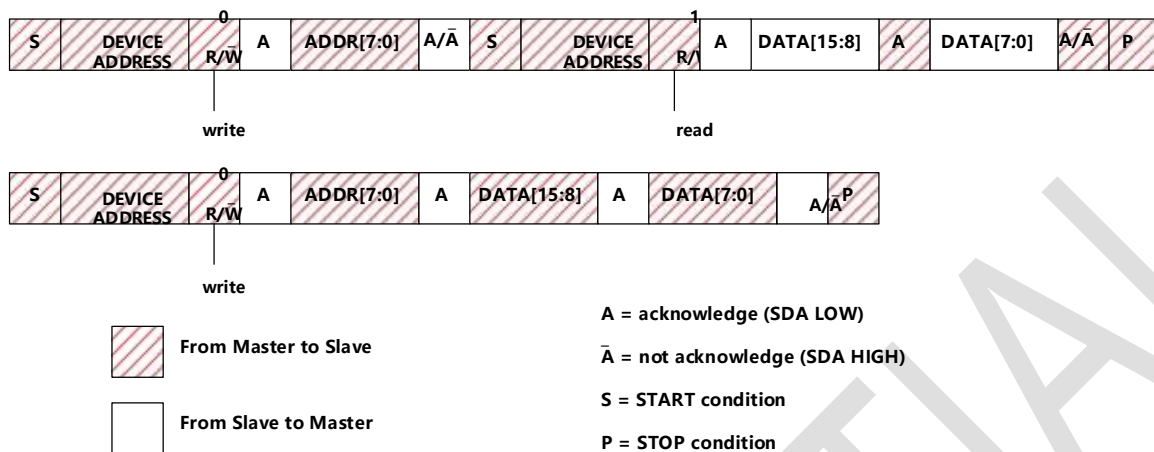 0 1
S DEVICE ADDRESS R/W̅ A ADDR[7:0] A/A̅ S DEVICE ADDRESS R/ A DATA[15:8] A DATA[7:0] A/A̅ P
write read
0
S DEVICE ADDRESS R/W̅ A ADDR[7:0] A DATA[15:8] A DATA[7:0] A/A̅ P
write
From Master to Slave
From Slave to Master
A = acknowledge (SDA LOW)
A̅ = not acknowledge (SDA HIGH)
S = START condition
P = STOP condition
TIAL